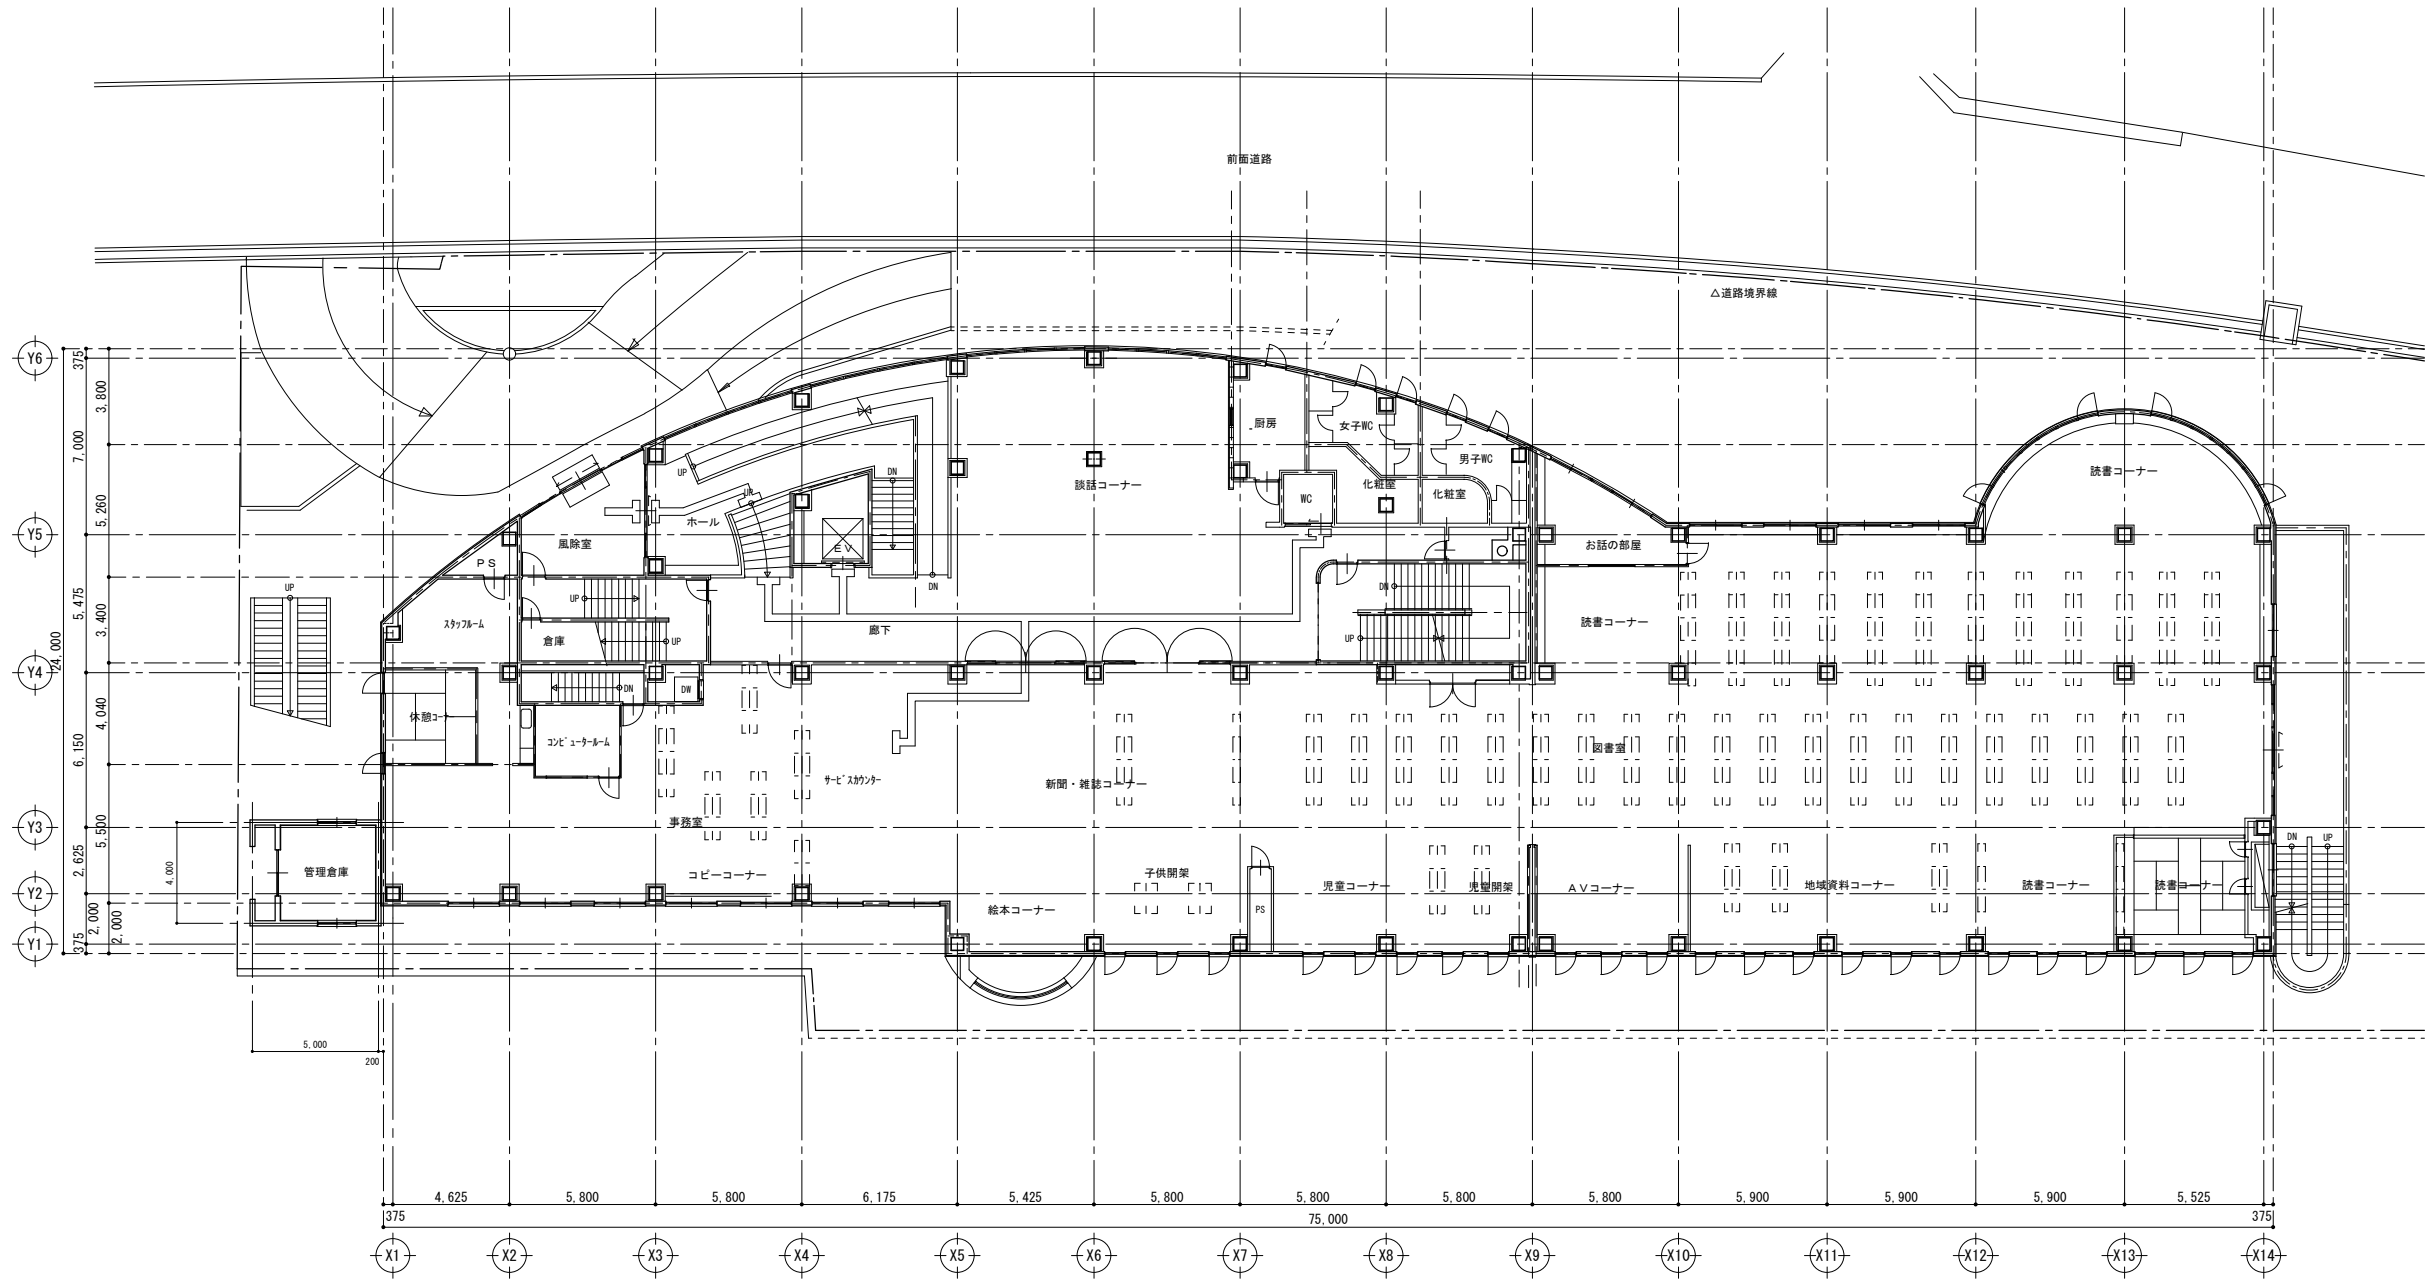 前面道路
△道路境界線
Y6
Y5
Y4
Y3
Y2
Y1
24,000
375
7,000
5,475
6,150
2,625
2,000
375
3,800
5,260
3,400
4,040
5,500
2,000
4,000
5,000
200
UP
管理倉庫
PS
スタッフルーム
休憩コーナー
風除室
UP
倉庫
UP
DN
DW
コンピュータールーム
ホール
UP
UP
EV
DN
DN
廊下
談話コーナー
厨房
女子WC
男子WC
WC
化粧室
化粧室
DN
UP
お話の部屋
読書コーナー
読書コーナー
図書室
サービスカウンター
新聞・雑誌コーナー
事務室
コピーコーナー
絵本コーナー
子供開架
PS
児童コーナー
児童開架
AVコーナー
地域資料コーナー
読書コーナー
読書コーナー
DN
UP
4,625
5,800
5,800
6,175
5,425
5,800
5,800
5,800
5,800
5,900
5,900
5,900
5,525
375
75,000
375
X1
X2
X3
X4
X5
X6
X7
X8
X9
X10
X11
X12
X13
X14